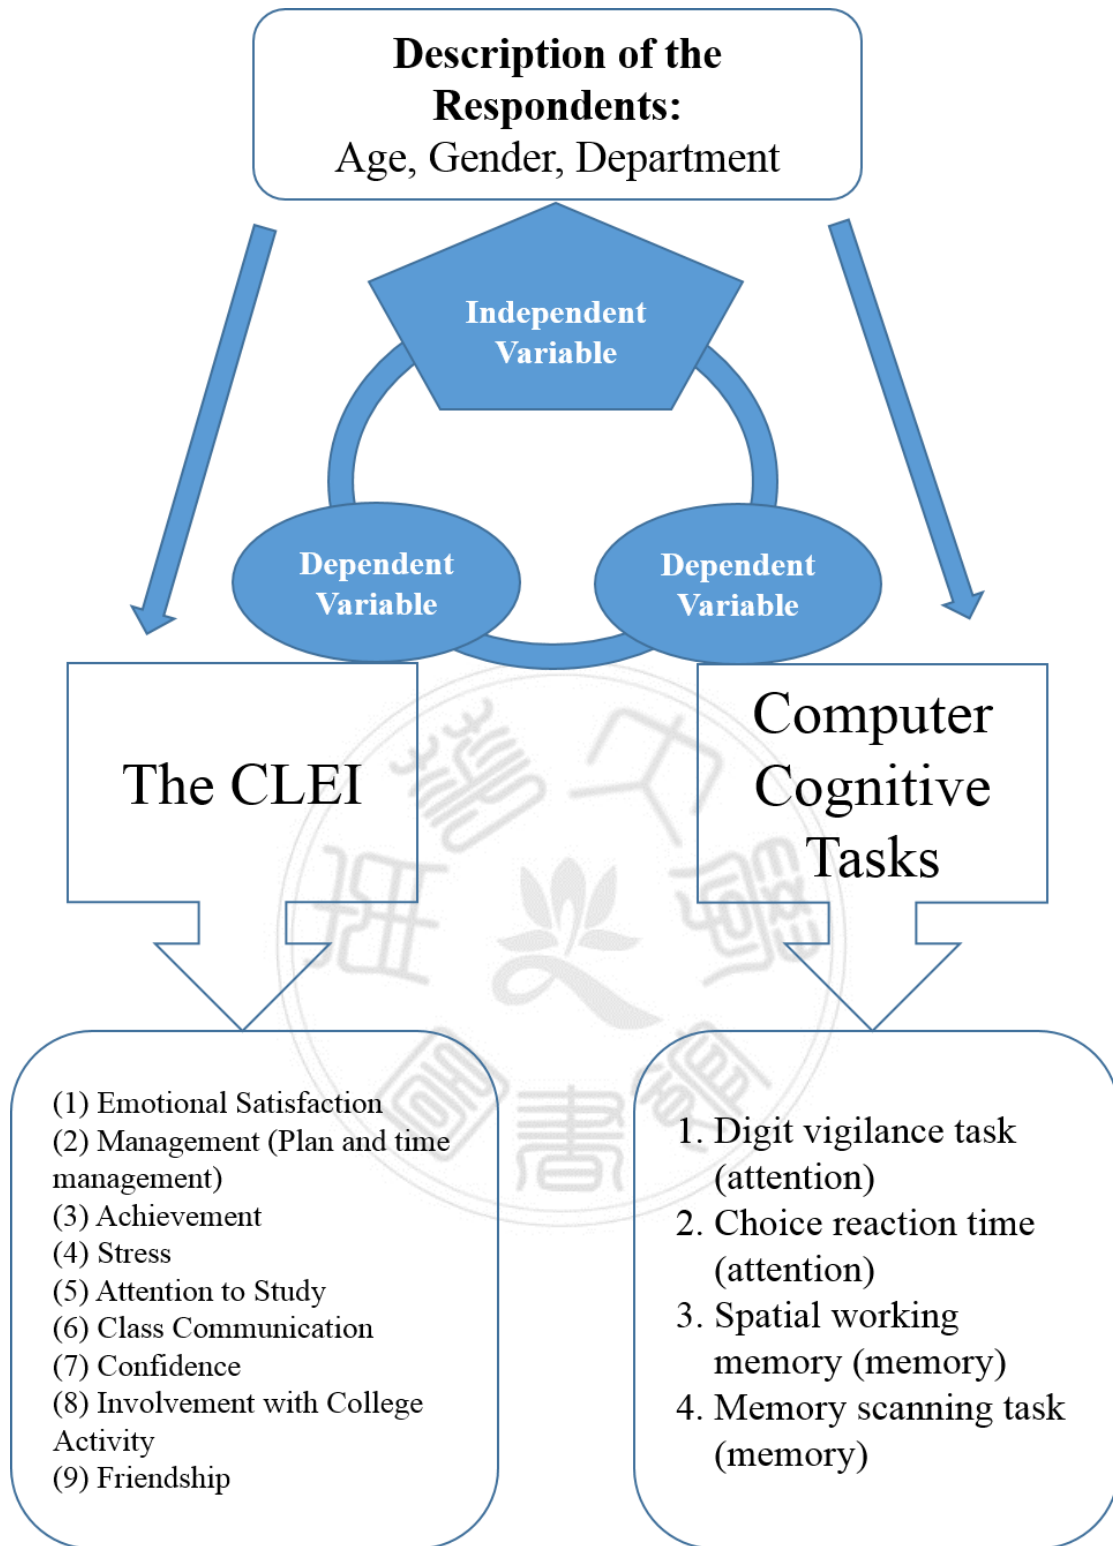 Description of the
Respondents:
Age, Gender, Department
Independent
Variable
Dependent
Variable
Dependent
Variable
The CLEI
Computer
Cognitive
Tasks
(1) Emotional Satisfaction
(2) Management (Plan and time
management)
(3) Achievement
(4) Stress
(5) Attention to Study
(6) Class Communication
(7) Confidence
(8) Involvement with College
Activity
(9) Friendship
1. Digit vigilance task
(attention)
2. Choice reaction time
(attention)
3. Spatial working
memory (memory)
4. Memory scanning task
(memory)